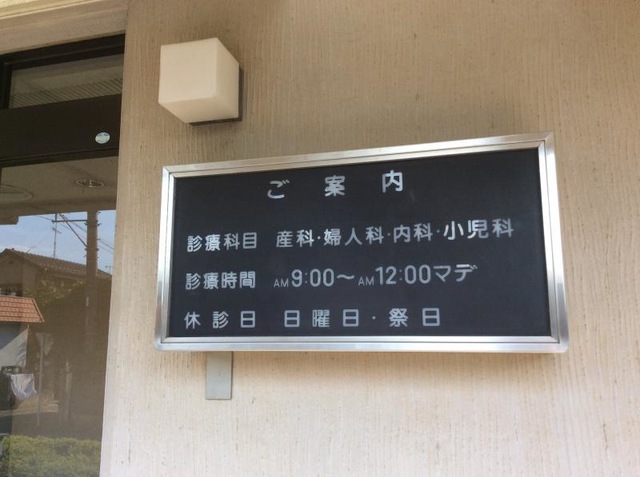 ご案内
診療科目 産科・婦人科・内科・小児科
診療時間 AM9:00～AM12:00マデ
休診日 日曜日・祭日